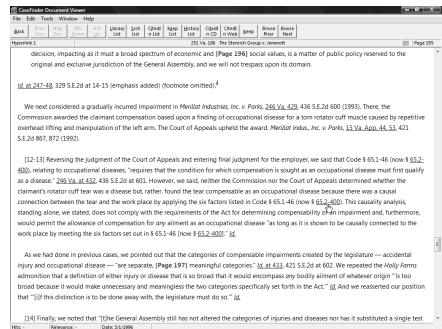 CaseFinder Document Viewer
File Edit Tools Window Help
Back Prev Doc Next Doc Hits Down Hits Up Library List Srch List CitedI n List Keep List History List CitedI n CD CitedI n Web Keep Brwse Prior Brwse Next
Hyperlink 1 251 Va. 186 The Stenrich Group v. Jemmott Page 195
decision, impacting as it must a broad spectrum of economic and [Page 196] social values, is a matter of public policy reserved to the
original and exclusive jurisdiction of the General Assembly, and we will not trespass upon its domain.
Id. at 247-48, 329 S.E.2d at 14-15 (emphasis added) (footnote omitted).
We next considered a gradually incurred impairment in Merillat Industries, Inc. v. Parks, 246 Va. 429, 436 S.E.2d 600 (1993). There, the
Commission awarded the claimant compensation based upon a finding of occupational disease for a torn rotator cuff muscle caused by repetitive
overhead lifting and manipulation of the left arm. The Court of Appeals upheld the award. Merillat Indus., Inc. v. Parks, 15 Va. App. 44, 53, 421
S.E.2d 867, 872 (1992).
[12-13] Reversing the judgment of the Court of Appeals and entering final judgment for the employer, we said that Code § 65.1-46 (now § 65.2-
400), relating to occupational diseases, "requires that the condition for which compensation is sought as an occupational disease must first qualify
as a disease." 246 Va. at 432, 436 S.E.2d at 601. However, we said, neither the Commission nor the Court of Appeals determined whether the
claimant's rotator cuff tear was a disease but, rather, found the tear compensable as an occupational disease because there was a causal
connection between the tear and the work place by applying the six factors listed in Code § 65.1-46 (now § 65.2-400). This causality analysis,
standing alone, we stated, does not comply with the requirements of the Act for determining compensability of an impairment and, furthermore,
would permit the allowance of compensation for any ailment as an occupational disease "as long as it is shown to be causally connected to the
work place by meeting the six factors set out in § 65.1-46 [now § 65.2-400]." Id.
As we had done in previous cases, we pointed out that the categories of compensable impairments created by the legislature — accidental
injury and occupational disease — "are separate, [Page 197] meaningful categories." Id. at 433, 421 S.E.2d at 602. We repeated the Holly Farms
admonition that a definition of either injury or disease that is so broad that it would encompass any bodily ailment of whatever origin "'is too
broad because it would make unnecessary and meaningless the two categories specifically set forth in the Act.'" Id. And we reasserted our position
that "'[i]f this distinction is to be done away with, the legislature must do so.'" Id.
[14] Finally, we noted that "[t]he General Assembly still has not altered the categories of injuries and diseases nor has it substituted a single test
Hits: - Relevance: - Date: 3/1/1996